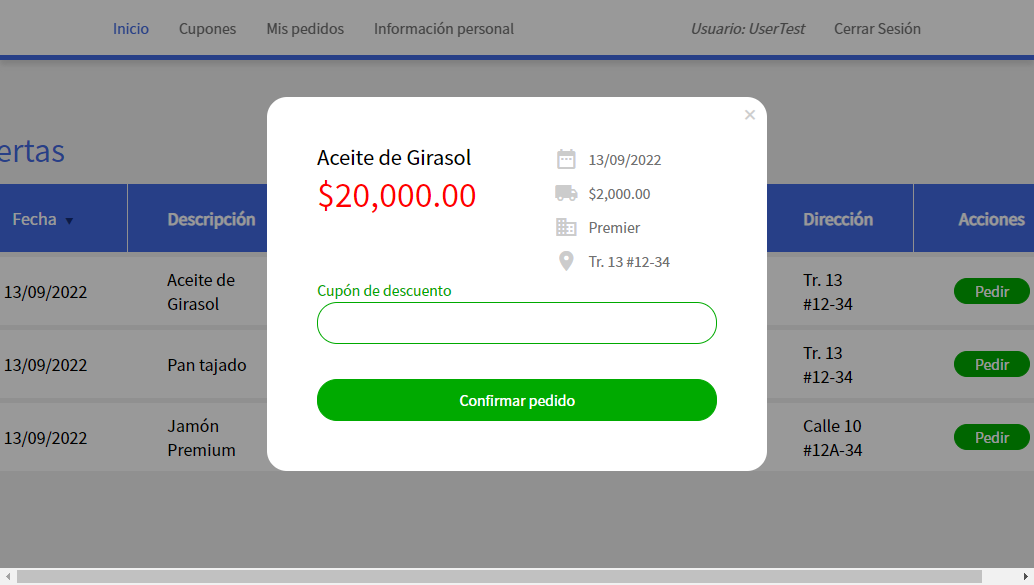 Inicio Cupones Mis pedidos Información personal Usuario: UserTest Cerrar Sesión
ertas
Fecha Descripción Dirección Acciones
13/09/2022 Aceite de Girasol Tr. 13 #12-34 Pedir
13/09/2022 Pan tajado Tr. 13 #12-34 Pedir
13/09/2022 Jamón Premium Calle 10 #12A-34 Pedir
×
Aceite de Girasol
$20,000.00
13/09/2022
$2,000.00
Premier
Tr. 13 #12-34
Cupón de descuento
Confirmar pedido